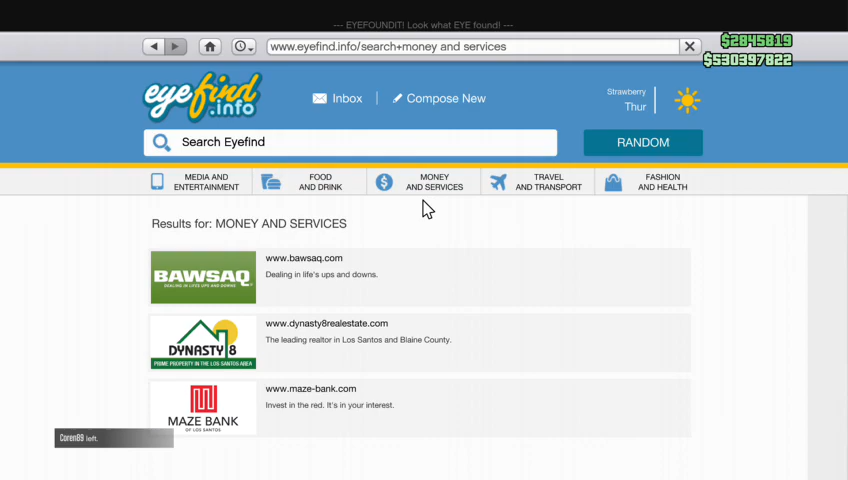 --- EYEFOUNDIT! Look what EYE found! ---
www.eyefind.info/search+money and services
$2845819
$530397822
eyefind
.info
Inbox
Compose New
Strawberry
Thur
Search Eyefind
RANDOM
MEDIA AND
ENTERTAINMENT
FOOD
AND DRINK
MONEY
AND SERVICES
TRAVEL
AND TRANSPORT
FASHION
AND HEALTH
Results for: MONEY AND SERVICES
BAWSAQ
DEALING IN LIFE'S UPS AND DOWNS
www.bawsaq.com
Dealing in life's ups and downs.
DYNASTY 8
PRIME PROPERTY IN THE LOS SANTOS AREA
www.dynasty8realestate.com
The leading realtor in Los Santos and Blaine County.
MAZE BANK
OF LOS SANTOS
www.maze-bank.com
Invest in the red. It's in your interest.
Coren89 left.